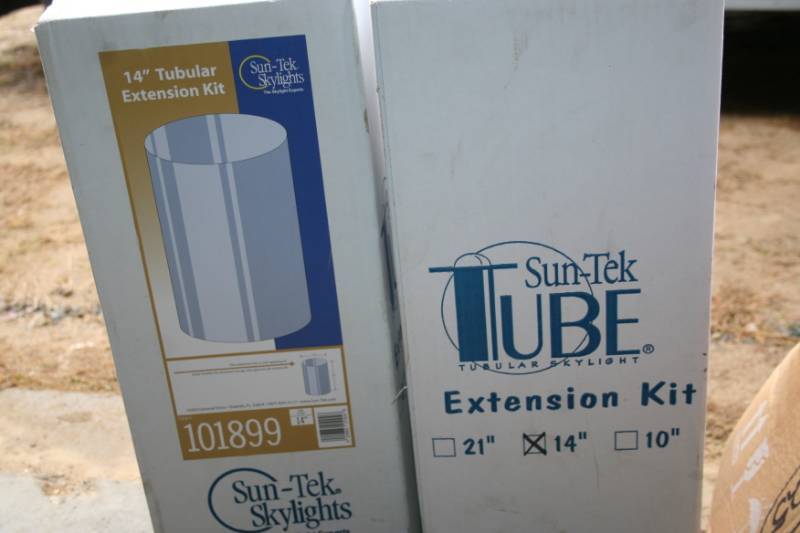 14" Tubular
Extension Kit
Sun-Tek
Skylights
The Skylight Experts
101899
14"
Sun-Tek®
Skylights
Sun-Tek
TUBE®
TUBULAR SKYLIGHT
Extension Kit
21" 14" 10"